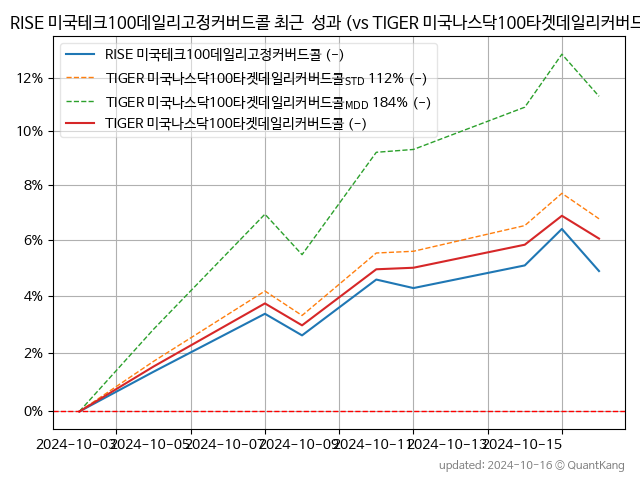 RISE 미국테크100데일리고정커버드콜 최근 성과 (vs TIGER 미국나스닥100타겟데일리커버드
RISE 미국테크100데일리고정커버드콜 (-)
TIGER 미국나스닥100타겟데일리커버드콜STD 112% (-)
TIGER 미국나스닥100타겟데일리커버드콜MDD 184% (-)
TIGER 미국나스닥100타겟데일리커버드콜 (-)
12%
10%
8%
6%
4%
2%
0%
2024-10-03 2024-10-05 2024-10-07 2024-10-09 2024-10-11 2024-10-13 2024-10-15
updated: 2024-10-16 © QuantKang